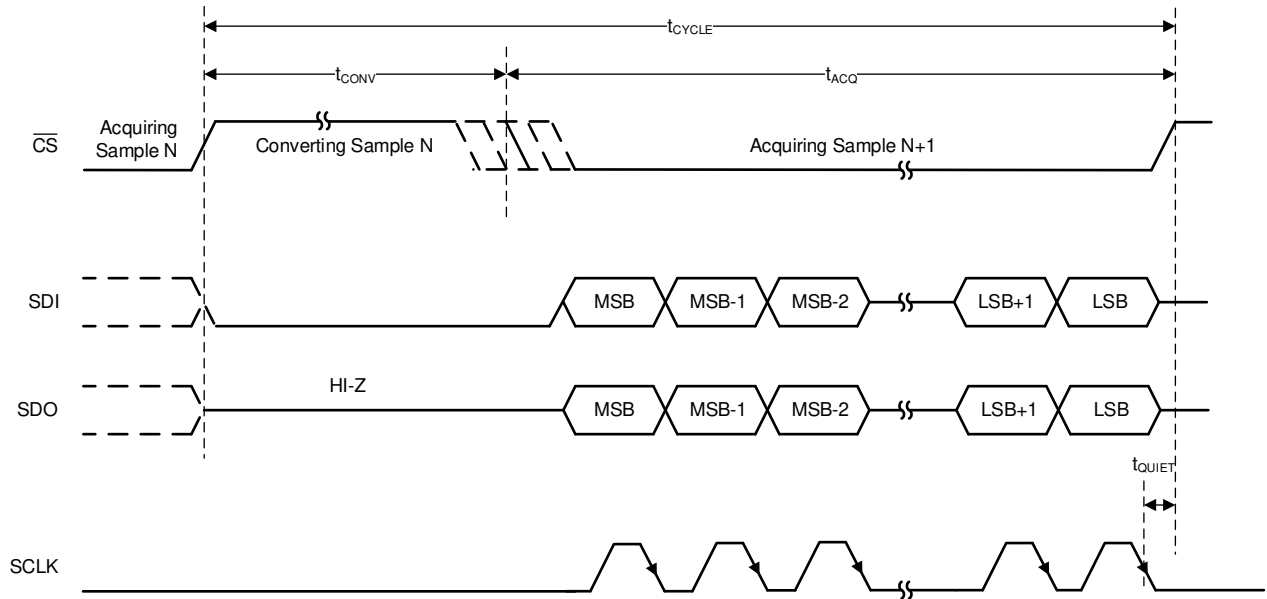 tCYCLE
tCONV
tACQ
CS
Acquiring
Sample N
Converting Sample N
Acquiring Sample N+1
SDI
MSB
MSB-1
MSB-2
LSB+1
LSB
HI-Z
SDO
MSB
MSB-1
MSB-2
LSB+1
LSB
tQUIET
SCLK